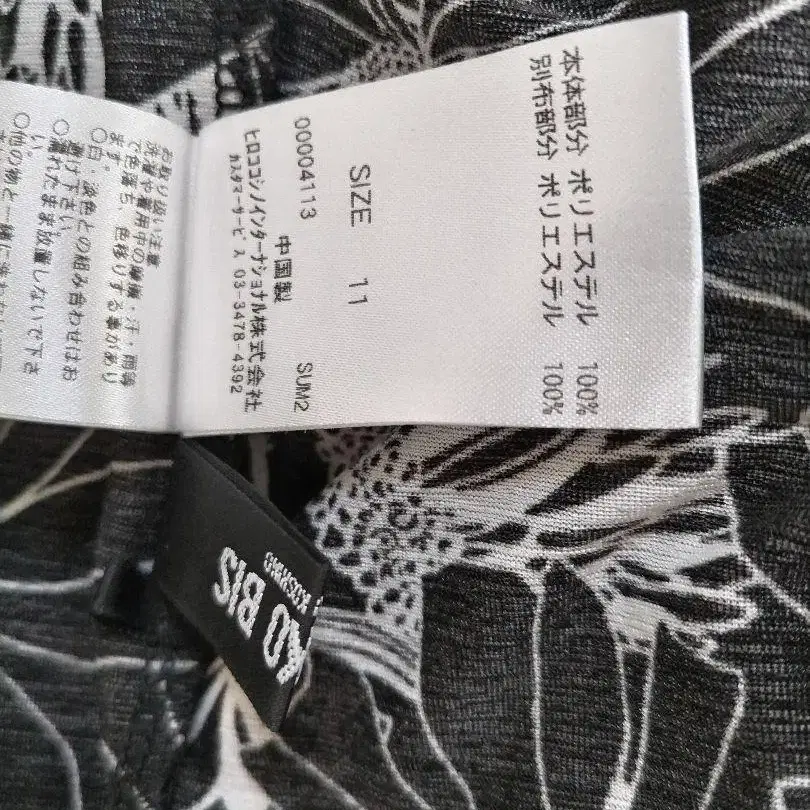 本体部分 ポリエステル 100%
別布部分 ポリエステル 100%
SIZE 11
中国製
00004113 SUM2
ヒロココシノインターナショナル株式会社
カスタマーサービス 03-3478-4392
お取り扱い注意
で色落ち、色移りする事があり
ます。
○白、淡色との組み合わせはお
避け下さい。
○濡れたまま放置しないで下さ
い。
○他の物と一緒に
KO BIS
KOSHINO